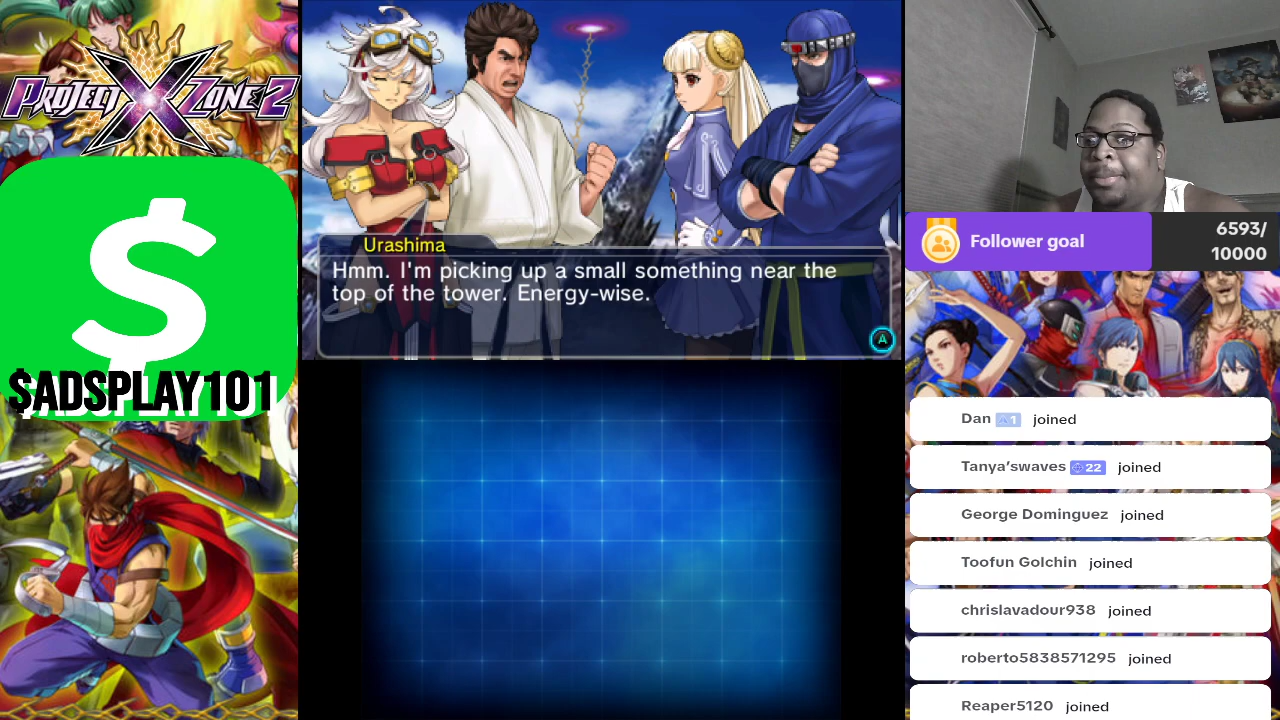 PROJECT X ZONE 2
$
$ADSPLAY101
Urashima
Hmm. I'm picking up a small something near the
top of the tower. Energy-wise.
A
Follower goal
6593/
10000
Dan 1 joined
Tanya'swaves 22 joined
George Dominguez joined
Toofun Golchin joined
chrislavadour938 joined
roberto5838571295 joined
Reaper5120 joined